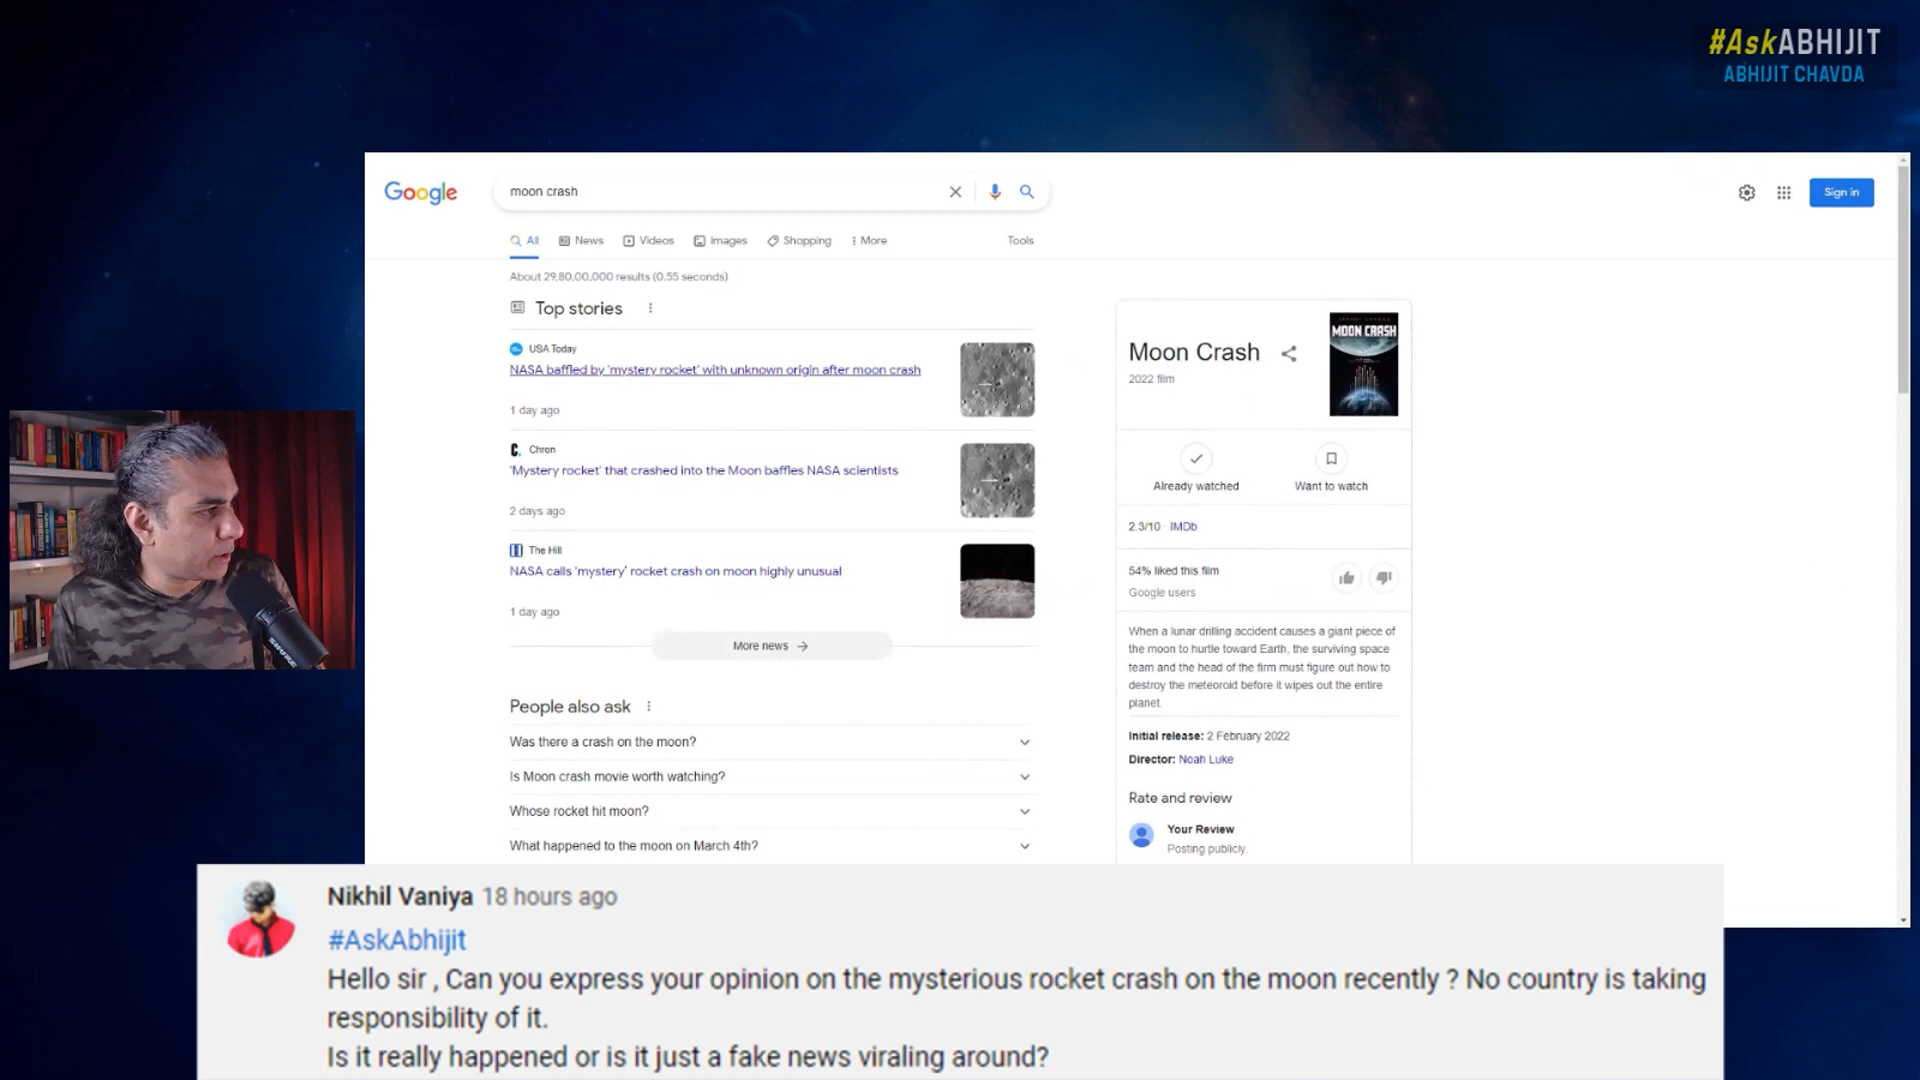 #AskABHIJIT
ABHIJIT CHAVDA
Google
moon crash
Sign in
All
News
Videos
Images
Shopping
More
Tools
About 29,80,00,000 results (0.55 seconds)
Top stories
USA Today
NASA baffled by 'mystery rocket' with unknown origin after moon crash
1 day ago
Chron
'Mystery rocket' that crashed into the Moon baffles NASA scientists
2 days ago
The Hill
NASA calls 'mystery' rocket crash on moon highly unusual
1 day ago
More news
People also ask
Was there a crash on the moon?
Is Moon crash movie worth watching?
Whose rocket hit moon?
What happened to the moon on March 4th?
Moon Crash
2022 film
MOON CRASH
Already watched
Want to watch
2.3/10 · IMDb
54% liked this film
Google users
When a lunar drilling accident causes a giant piece of
the moon to hurtle toward Earth, the surviving space
team and the head of the firm must figure out how to
destroy the meteoroid before it wipes out the entire
planet.
Initial release: 2 February 2022
Director: Noah Luke
Rate and review
Your Review
Posting publicly.
Nikhil Vaniya 18 hours ago
#AskAbhijit
Hello sir , Can you express your opinion on the mysterious rocket crash on the moon recently ? No country is taking
responsibility of it.
Is it really happened or is it just a fake news viraling around?